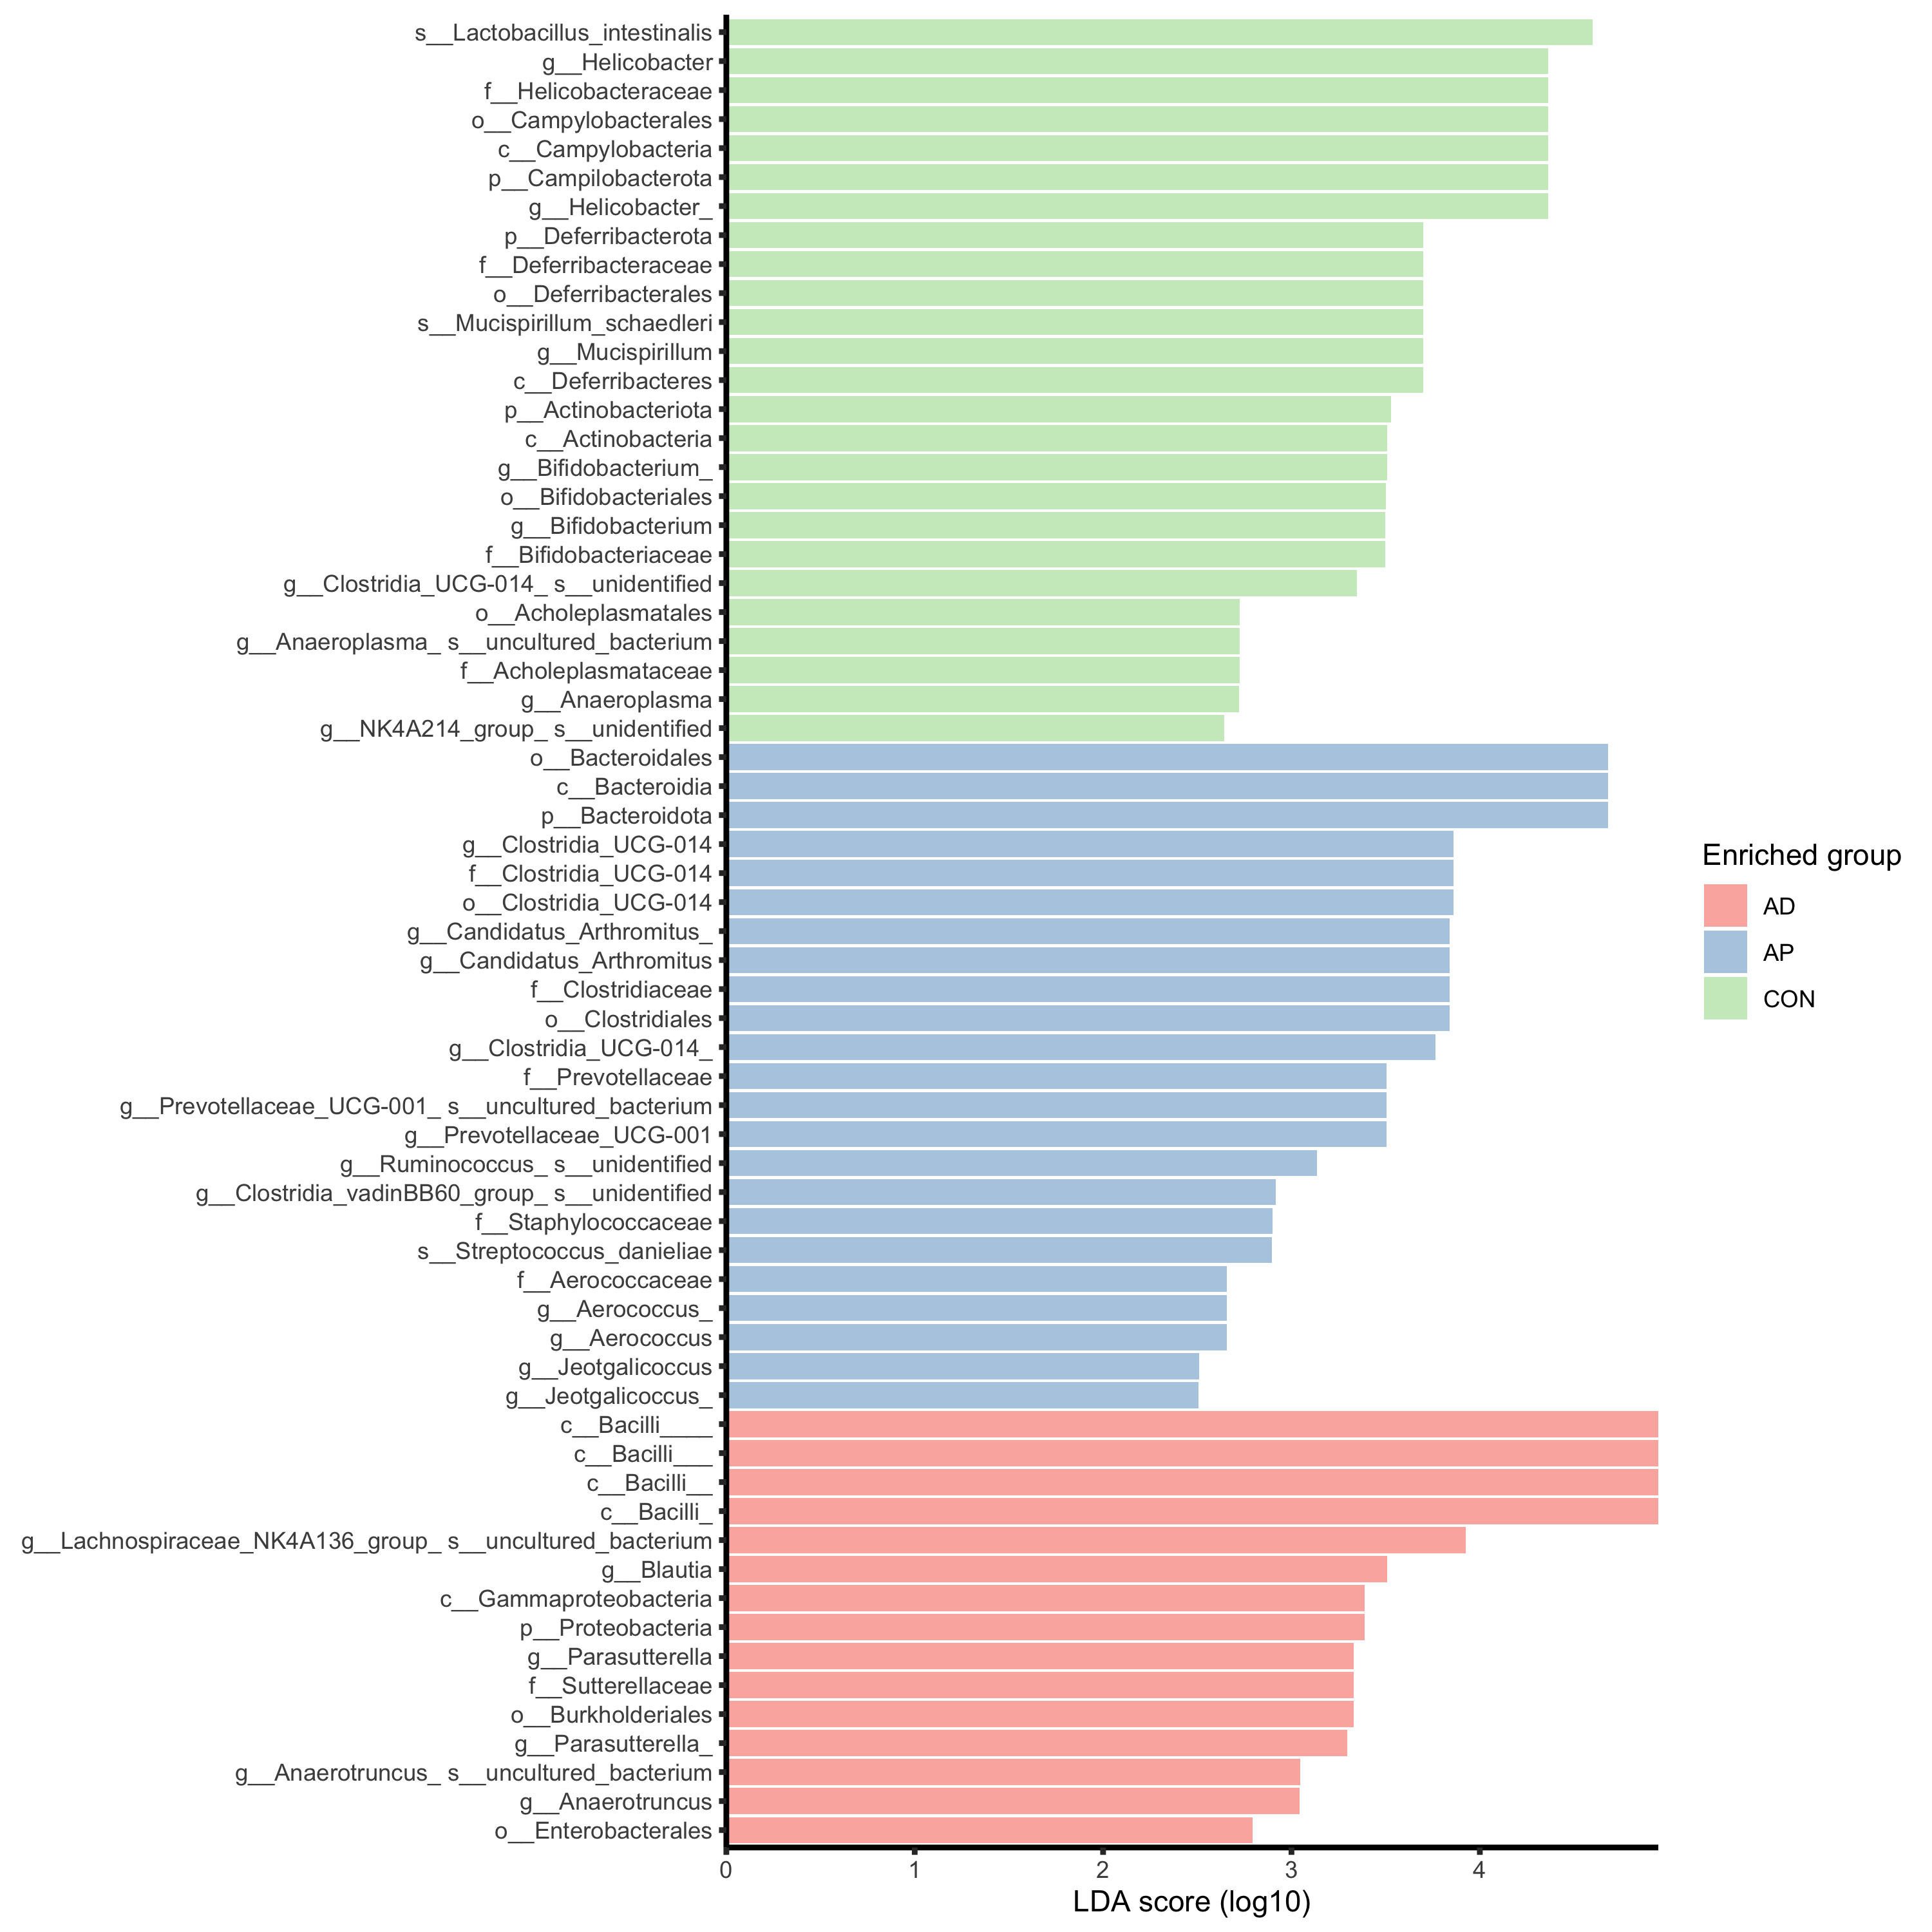 s__Lactobacillus_intestinalis
g__Helicobacter
f__Helicobacteraceae
o__Campylobacterales
c__Campylobacteria
p__Campilobacterota
g__Helicobacter_
p__Deferribacterota
f__Deferribacteraceae
o__Deferribacterales
s__Mucispirillum_schaedleri
g__Mucispirillum
c__Deferribacteres
p__Actinobacteriota
c__Actinobacteria
g__Bifidobacterium_
o__Bifidobacteriales
g__Bifidobacterium
f__Bifidobacteriaceae
g__Clostridia_UCG-014_ s__unidentified
o__Acholeplasmatales
g__Anaeroplasma_ s__uncultured_bacterium
f__Acholeplasmataceae
g__Anaeroplasma
g__NK4A214_group_ s__unidentified
o__Bacteroidales
c__Bacteroidia
p__Bacteroidota
g__Clostridia_UCG-014
f__Clostridia_UCG-014
o__Clostridia_UCG-014
g__Candidatus_Arthromitus_
g__Candidatus_Arthromitus
f__Clostridiaceae
o__Clostridiales
g__Clostridia_UCG-014_
f__Prevotellaceae
g__Prevotellaceae_UCG-001_ s__uncultured_bacterium
g__Prevotellaceae_UCG-001
g__Ruminococcus_ s__unidentified
g__Clostridia_vadinBB60_group_ s__unidentified
f__Staphylococcaceae
s__Streptococcus_danieliae
f__Aerococcaceae
g__Aerococcus_
g__Aerococcus
g__Jeotgalicoccus
g__Jeotgalicoccus_
c__Bacilli____
c__Bacilli___
c__Bacilli__
c__Bacilli_
g__Lachnospiraceae_NK4A136_group_ s__uncultured_bacterium
g__Blautia
c__Gammaproteobacteria
p__Proteobacteria
g__Parasutterella
f__Sutterellaceae
o__Burkholderiales
g__Parasutterella_
g__Anaerotruncus_ s__uncultured_bacterium
g__Anaerotruncus
o__Enterobacterales
0 1 2 3 4
LDA score (log10)
Enriched group
AD
AP
CON